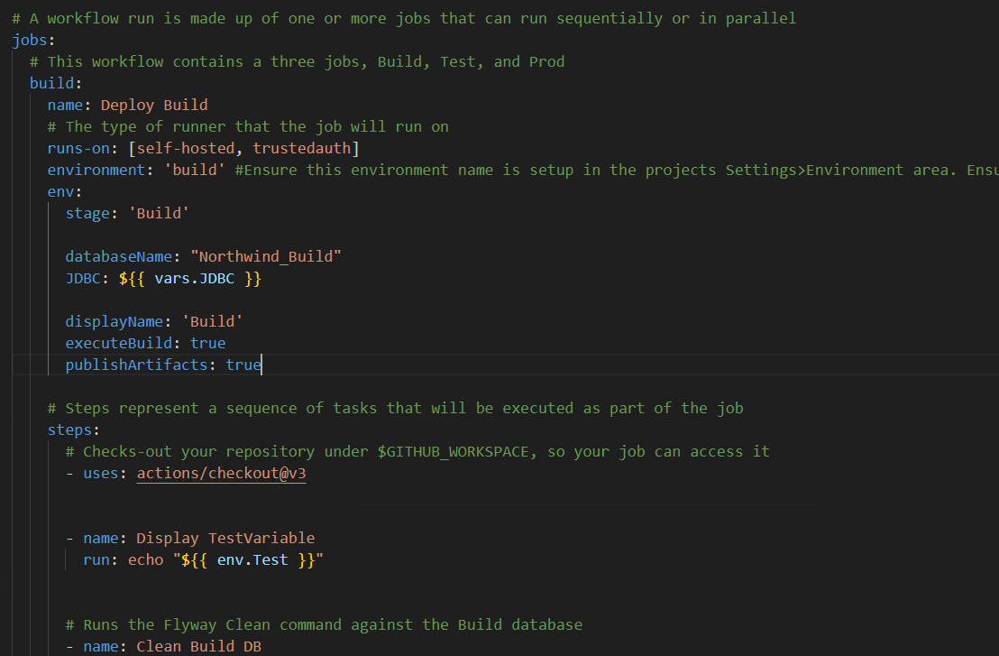 # A workflow run is made up of one or more jobs that can run sequentially or in parallel
jobs:
# This workflow contains a three jobs, Build, Test, and Prod
build:
name: Deploy Build
# The type of runner that the job will run on
runs-on: [self-hosted, trustedauth]
environment: 'build' #Ensure this environment name is setup in the projects Settings>Environment area. Ensu
env:
stage: 'Build'
databaseName: "Northwind_Build"
JDBC: ${{ vars.JDBC }}
displayName: 'Build'
executeBuild: true
publishArtifacts: true
# Steps represent a sequence of tasks that will be executed as part of the job
steps:
# Checks-out your repository under $GITHUB_WORKSPACE, so your job can access it
- uses: actions/checkout@v3
- name: Display TestVariable
run: echo "${{ env.Test }}"
# Runs the Flyway Clean command against the Build database
- name: Clean Build DB